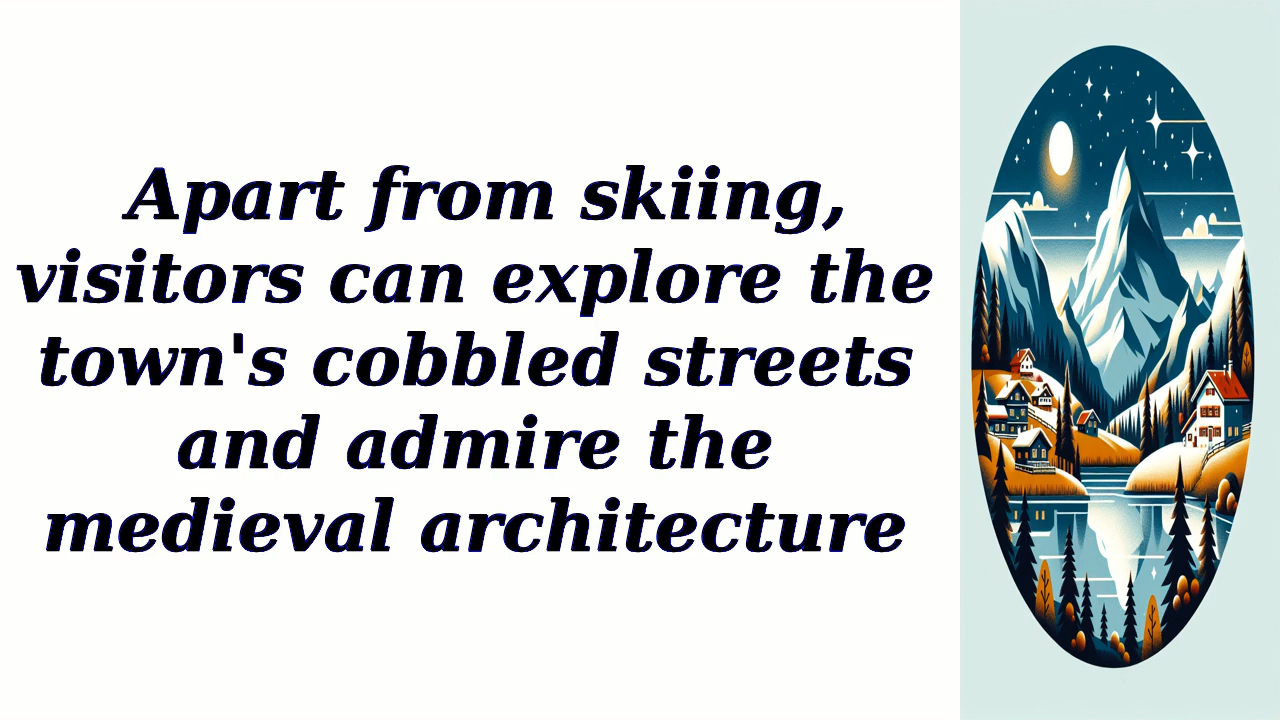 Apart from skiing,
visitors can explore the
town's cobbled streets
and admire the
medieval architecture